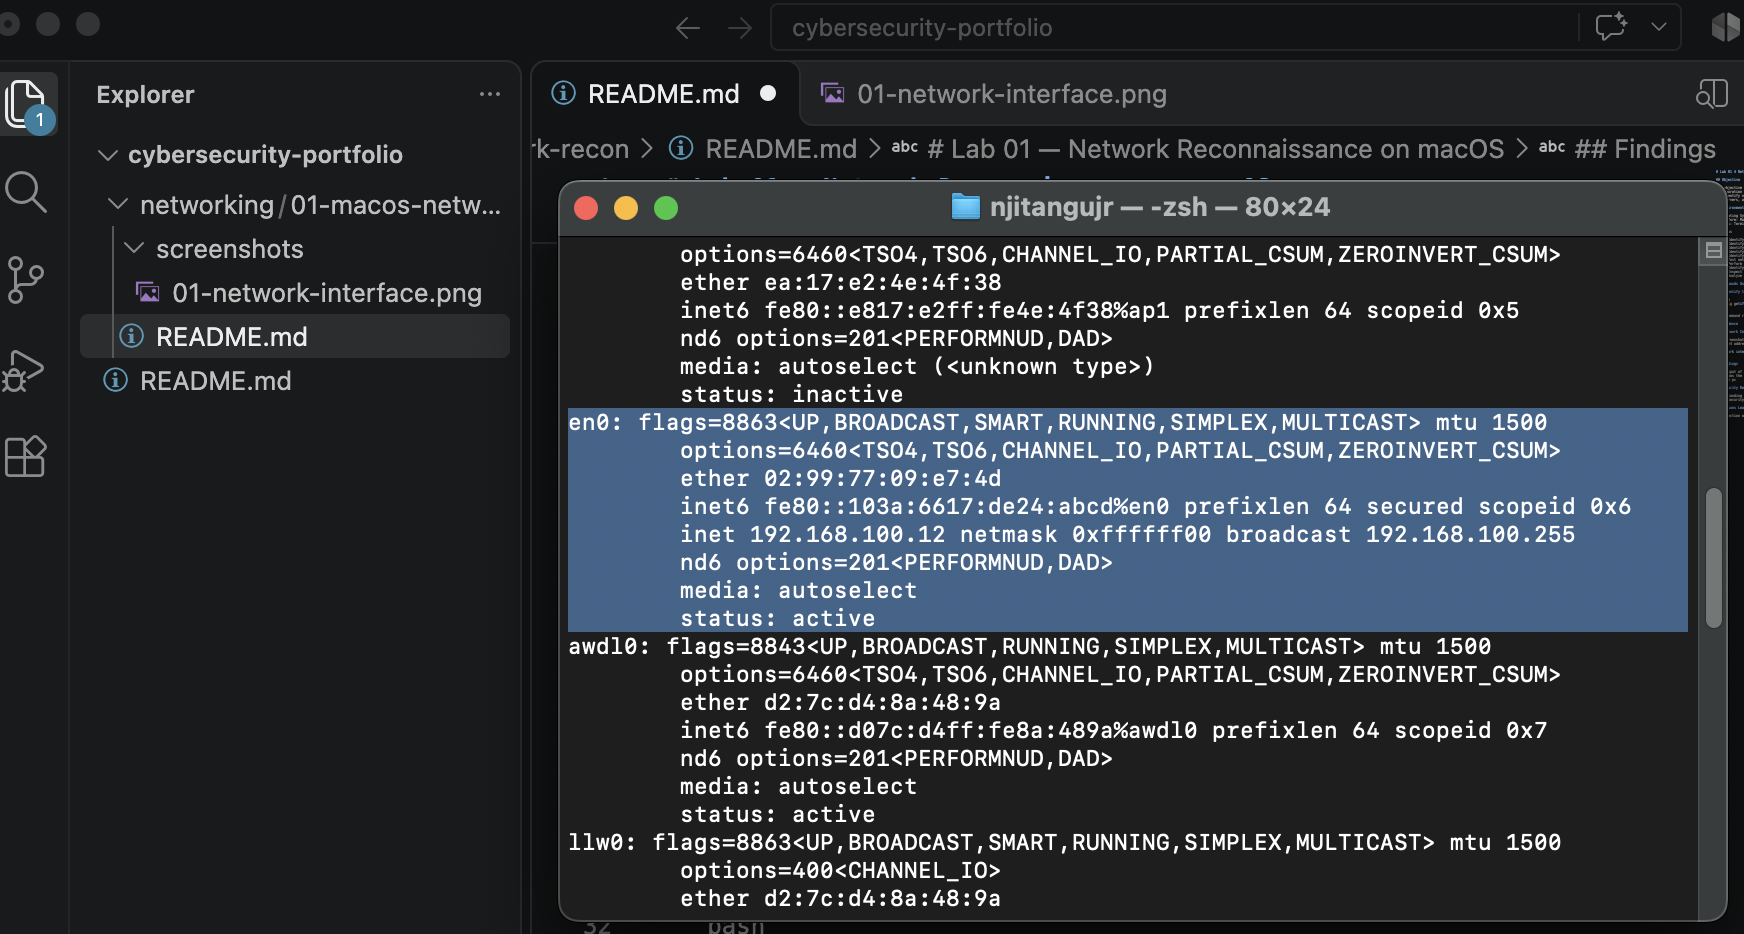 cybersecurity-portfolio
Explorer
README.md
01-network-interface.png
1
cybersecurity-portfolio
rk-recon > README.md > abc # Lab 01 — Network Reconnaissance on macOS > abc ## Findings
networking/01-macos-netw...
screenshots
01-network-interface.png
README.md
README.md
njitangujr — -zsh — 80×24
options=6460<TSO4,TSO6,CHANNEL_IO,PARTIAL_CSUM,ZEROINVERT_CSUM>
ether ea:17:e2:4e:4f:38
inet6 fe80::e817:e2ff:fe4e:4f38%ap1 prefixlen 64 scopeid 0x5
nd6 options=201<PERFORMNUD,DAD>
media: autoselect (<unknown type>)
status: inactive
en0: flags=8863<UP,BROADCAST,SMART,RUNNING,SIMPLEX,MULTICAST> mtu 1500
options=6460<TSO4,TSO6,CHANNEL_IO,PARTIAL_CSUM,ZEROINVERT_CSUM>
ether 02:99:77:09:e7:4d
inet6 fe80::103a:6617:de24:abcd%en0 prefixlen 64 secured scopeid 0x6
inet 192.168.100.12 netmask 0xffffff00 broadcast 192.168.100.255
nd6 options=201<PERFORMNUD,DAD>
media: autoselect
status: active
awdl0: flags=8843<UP,BROADCAST,RUNNING,SIMPLEX,MULTICAST> mtu 1500
options=6460<TSO4,TSO6,CHANNEL_IO,PARTIAL_CSUM,ZEROINVERT_CSUM>
ether d2:7c:d4:8a:48:9a
inet6 fe80::d07c:d4ff:fe8a:489a%awdl0 prefixlen 64 scopeid 0x7
nd6 options=201<PERFORMNUD,DAD>
media: autoselect
status: active
llw0: flags=8863<UP,BROADCAST,SMART,RUNNING,SIMPLEX,MULTICAST> mtu 1500
options=400<CHANNEL_IO>
ether d2:7c:d4:8a:48:9a
32 bash